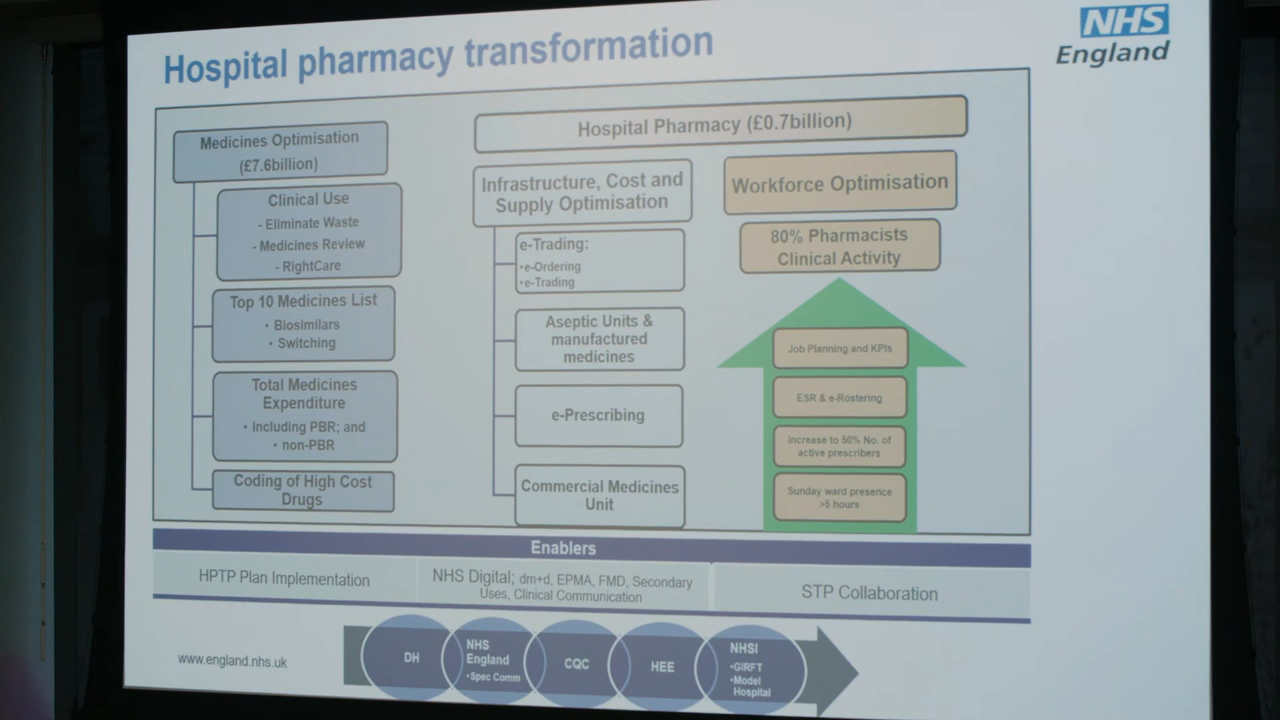 Hospital pharmacy transformation
NHS
England
Medicines Optimisation
(£7.6billion)
Clinical Use
- Eliminate Waste
- Medicines Review
- RightCare
Top 10 Medicines List
• Biosimilars
• Switching
Total Medicines
Expenditure
• Including PBR; and
• non-PBR
Coding of High Cost
Drugs
Hospital Pharmacy (£0.7billion)
Infrastructure, Cost and
Supply Optimisation
e-Trading:
•e-Ordering
•e-Trading
Aseptic Units &
manufactured
medicines
e-Prescribing
Commercial Medicines
Unit
Workforce Optimisation
80% Pharmacists
Clinical Activity
Job Planning and KPIs
ESR & e-Rostering
Increase to 50% No. of
active prescribers
Sunday ward presence
>5 hours
Enablers
HPTP Plan Implementation
NHS Digital; dm+d, EPMA, FMD, Secondary
Uses, Clinical Communication
STP Collaboration
www.england.nhs.uk
DH
NHS
England
•Spec Comm
CQC
HEE
NHSI
•GIRFT
•Model
Hospital